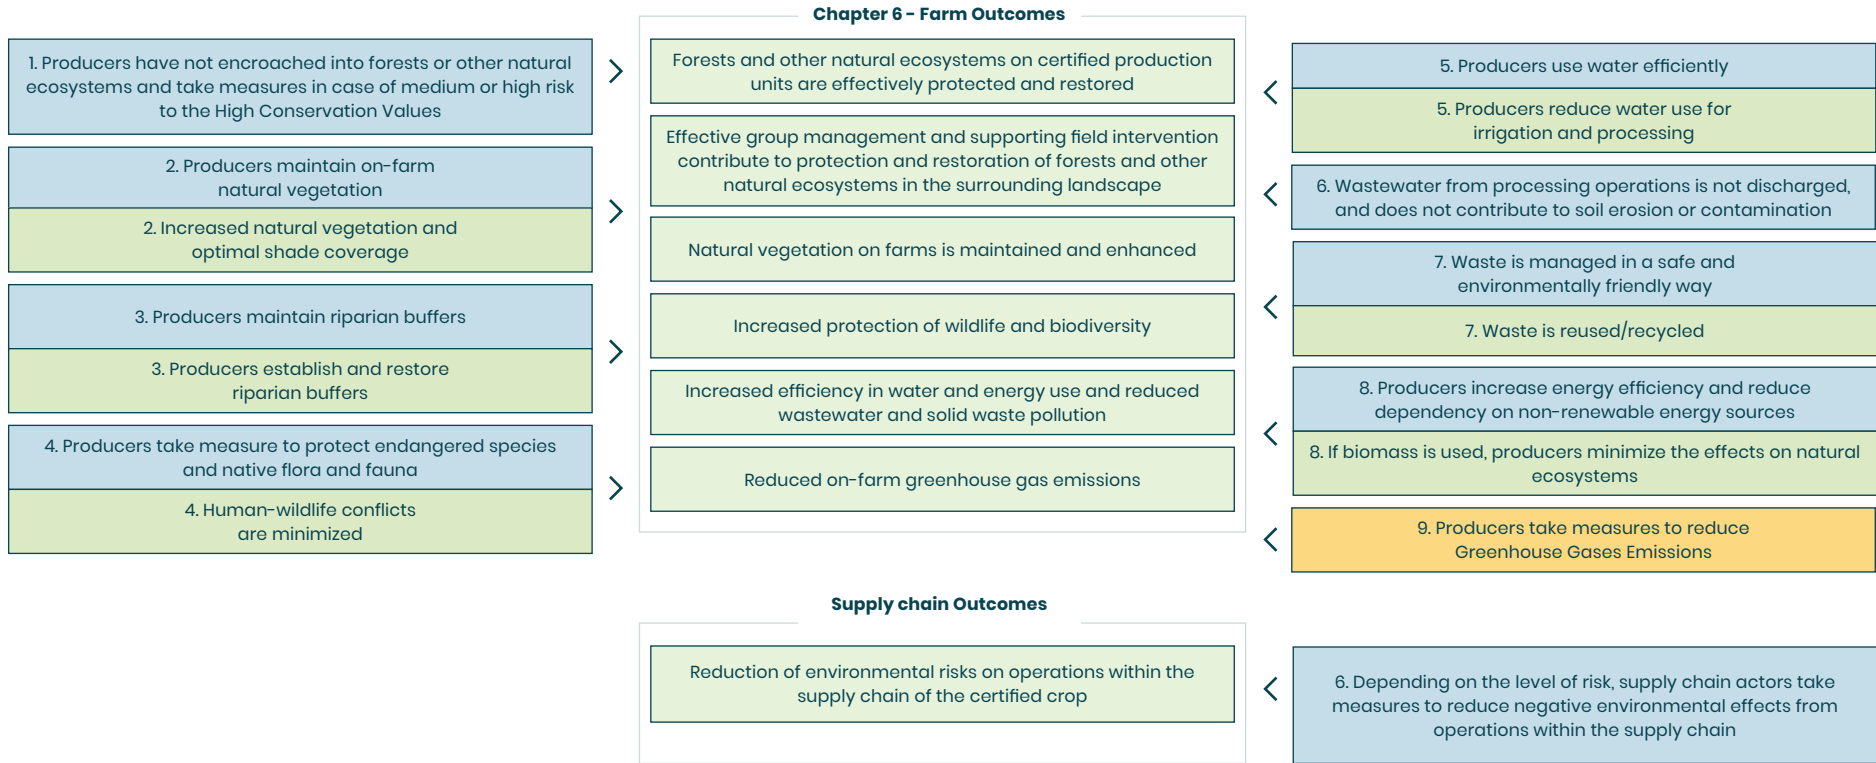 Chapter 6 - Farm Outcomes
1. Producers have not encroached into forests or other natural
ecosystems and take measures in case of medium or high risk
to the High Conservation Values
2. Producers maintain on-farm
natural vegetation
2. Increased natural vegetation and
optimal shade coverage
3. Producers maintain riparian buffers
3. Producers establish and restore
riparian buffers
4. Producers take measure to protect endangered species
and native flora and fauna
4. Human-wildlife conflicts
are minimized
Forests and other natural ecosystems on certified production
units are effectively protected and restored
Effective group management and supporting field intervention
contribute to protection and restoration of forests and other
natural ecosystems in the surrounding landscape
Natural vegetation on farms is maintained and enhanced
Increased protection of wildlife and biodiversity
Increased efficiency in water and energy use and reduced
wastewater and solid waste pollution
Reduced on-farm greenhouse gas emissions
5. Producers use water efficiently
5. Producers reduce water use for
irrigation and processing
6. Wastewater from processing operations is not discharged,
and does not contribute to soil erosion or contamination
7. Waste is managed in a safe and
environmentally friendly way
7. Waste is reused/recycled
8. Producers increase energy efficiency and reduce
dependency on non-renewable energy sources
8. If biomass is used, producers minimize the effects on natural
ecosystems
9. Producers take measures to reduce
Greenhouse Gases Emissions
Supply chain Outcomes
Reduction of environmental risks on operations within the
supply chain of the certified crop
6. Depending on the level of risk, supply chain actors take
measures to reduce negative environmental effects from
operations within the supply chain